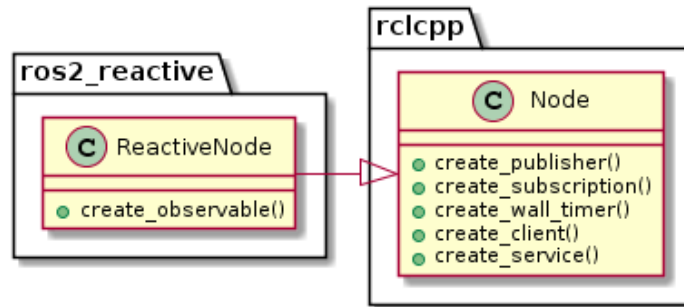 ros2_reactive
C ReactiveNode
create_observable()
rclcpp
C Node
create_publisher()
create_subscription()
create_wall_timer()
create_client()
create_service()